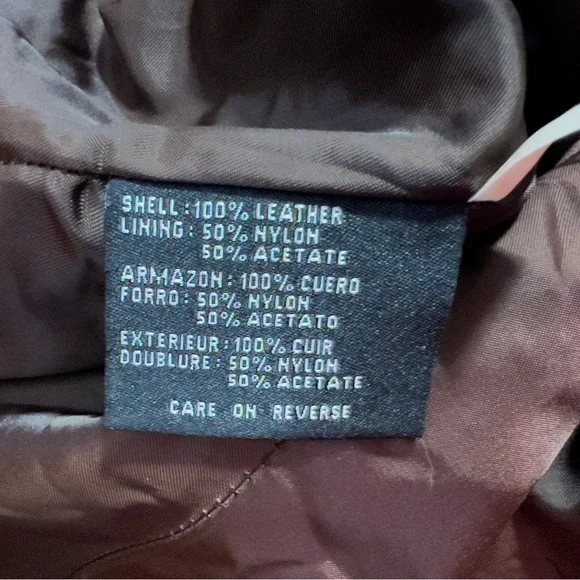 SHELL: 100% LEATHER
LINING: 50% NYLON
50% ACETATE
ARMAZON: 100% CUERO
FORRO: 50% NYLON
50% ACETATO
EXTERIEUR: 100% CUIR
DOUBLURE: 50% NYLON
50% ACETATE
CARE ON REVERSE